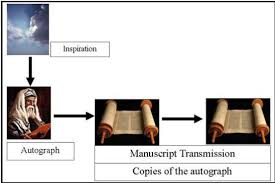 Inspiration
Autograph
Manuscript Transmission
Copies of the autograph